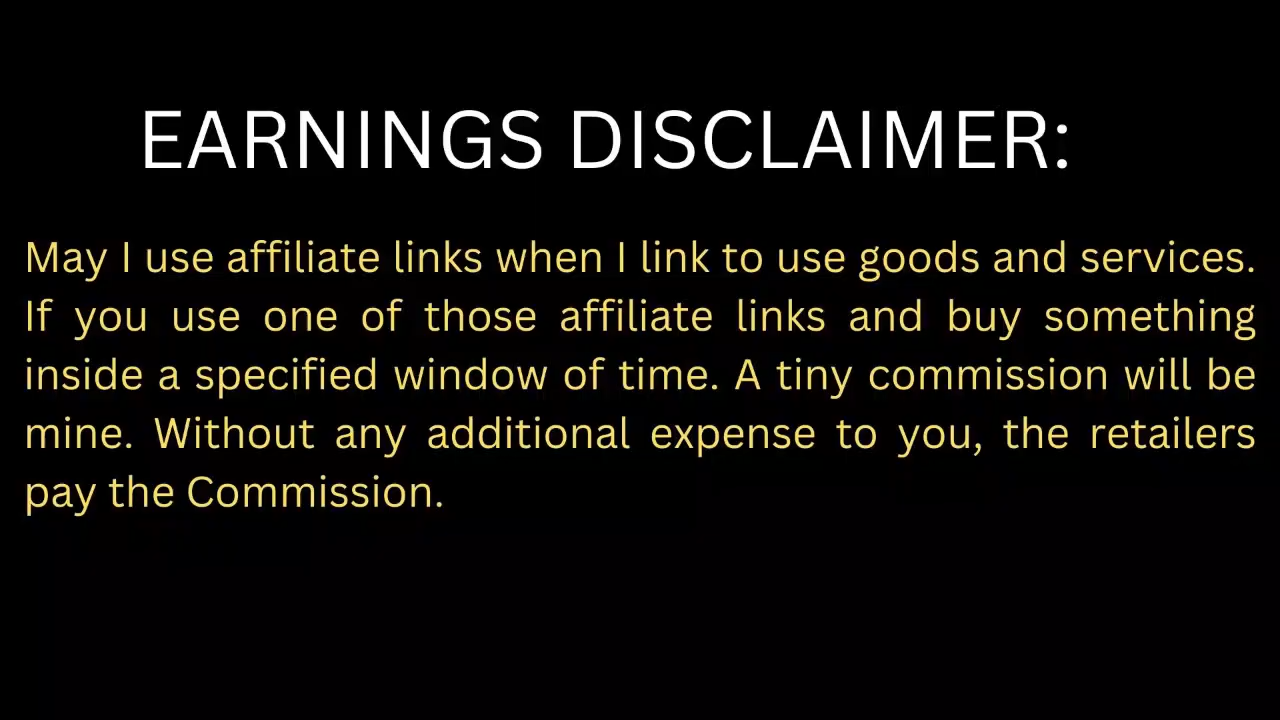 EARNINGS DISCLAIMER:
May I use affiliate links when I link to use goods and services.
If you use one of those affiliate links and buy something
inside a specified window of time. A tiny commission will be
mine. Without any additional expense to you, the retailers
pay the Commission.